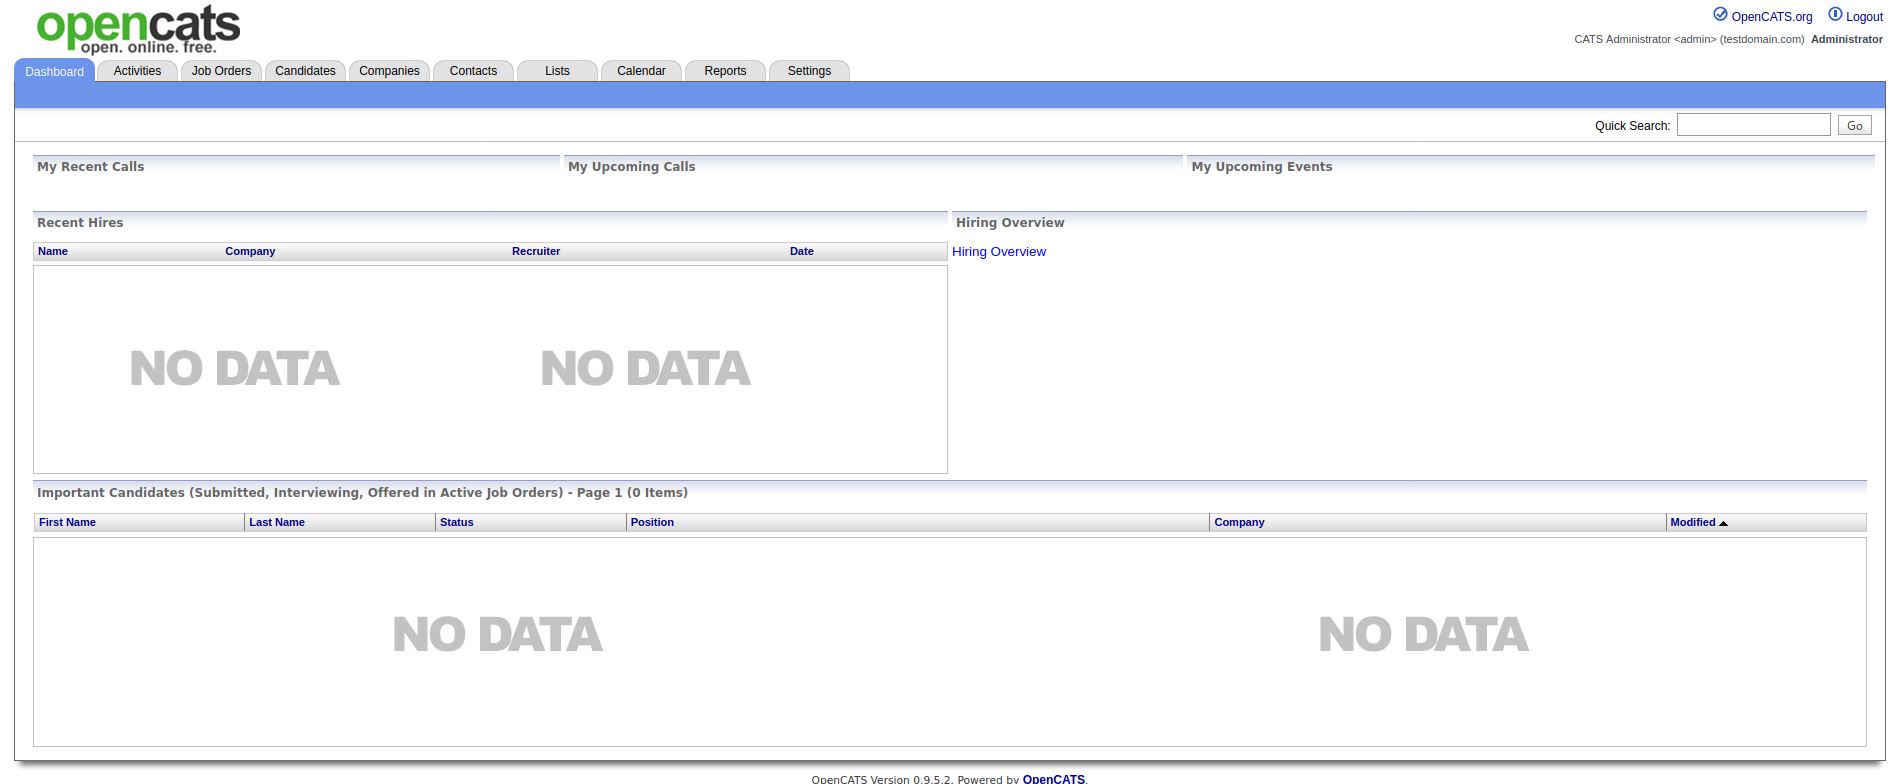 opencats
open. online. free.
OpenCATS.org Logout
CATS Administrator <admin> (testdomain.com) Administrator
Dashboard Activities Job Orders Candidates Companies Contacts Lists Calendar Reports Settings
Quick Search: Go
My Recent Calls My Upcoming Calls My Upcoming Events
Recent Hires Hiring Overview
Name Company Recruiter Date Hiring Overview
NO DATA NO DATA
Important Candidates (Submitted, Interviewing, Offered in Active Job Orders) - Page 1 (0 Items)
First Name Last Name Status Position Company Modified
NO DATA NO DATA
OpenCATS Version 0.9.5.2. Powered by OpenCATS.